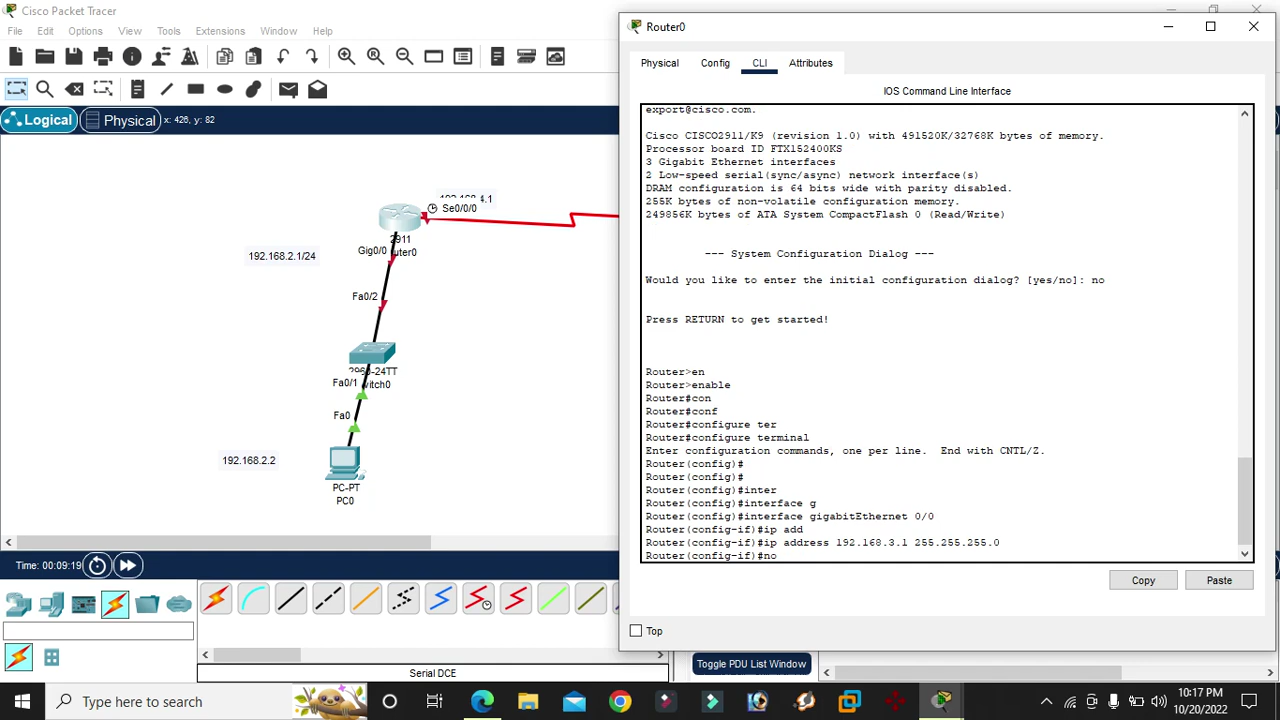 Cisco Packet Tracer
File Edit Options View Tools Extensions Window Help
Logical Physical x: 426, y: 82
Se0/0/0
2911
Gig0/0
192.168.2.1/24
Fa0/2
2960-24TT
Fa0/1
Fa0
192.168.2.2
PC-PT
PC0
Time: 00:09:19
Serial DCE
Router0
Physical Config CLI Attributes
IOS Command Line Interface
export@cisco.com.
Cisco CISCO2911/K9 (revision 1.0) with 491520K/32768K bytes of memory.
Processor board ID FTX152400KS
3 Gigabit Ethernet interfaces
2 Low-speed serial(sync/async) network interface(s)
DRAM configuration is 64 bits wide with parity disabled.
255K bytes of non-volatile configuration memory.
249856K bytes of ATA System CompactFlash 0 (Read/Write)
--- System Configuration Dialog ---
Would you like to enter the initial configuration dialog? [yes/no]: no
Press RETURN to get started!
Router>en
Router>enable
Router#con
Router#conf
Router#configure ter
Router#configure terminal
Enter configuration commands, one per line.  End with CNTL/Z.
Router(config)#
Router(config)#
Router(config)#inter
Router(config)#interface g
Router(config)#interface gigabitEthernet 0/0
Router(config-if)#ip add
Router(config-if)#ip address 192.168.3.1 255.255.255.0
Router(config-if)#no
Copy Paste
Top
Toggle PDU List Window
Type here to search
10:17 PM
10/20/2022